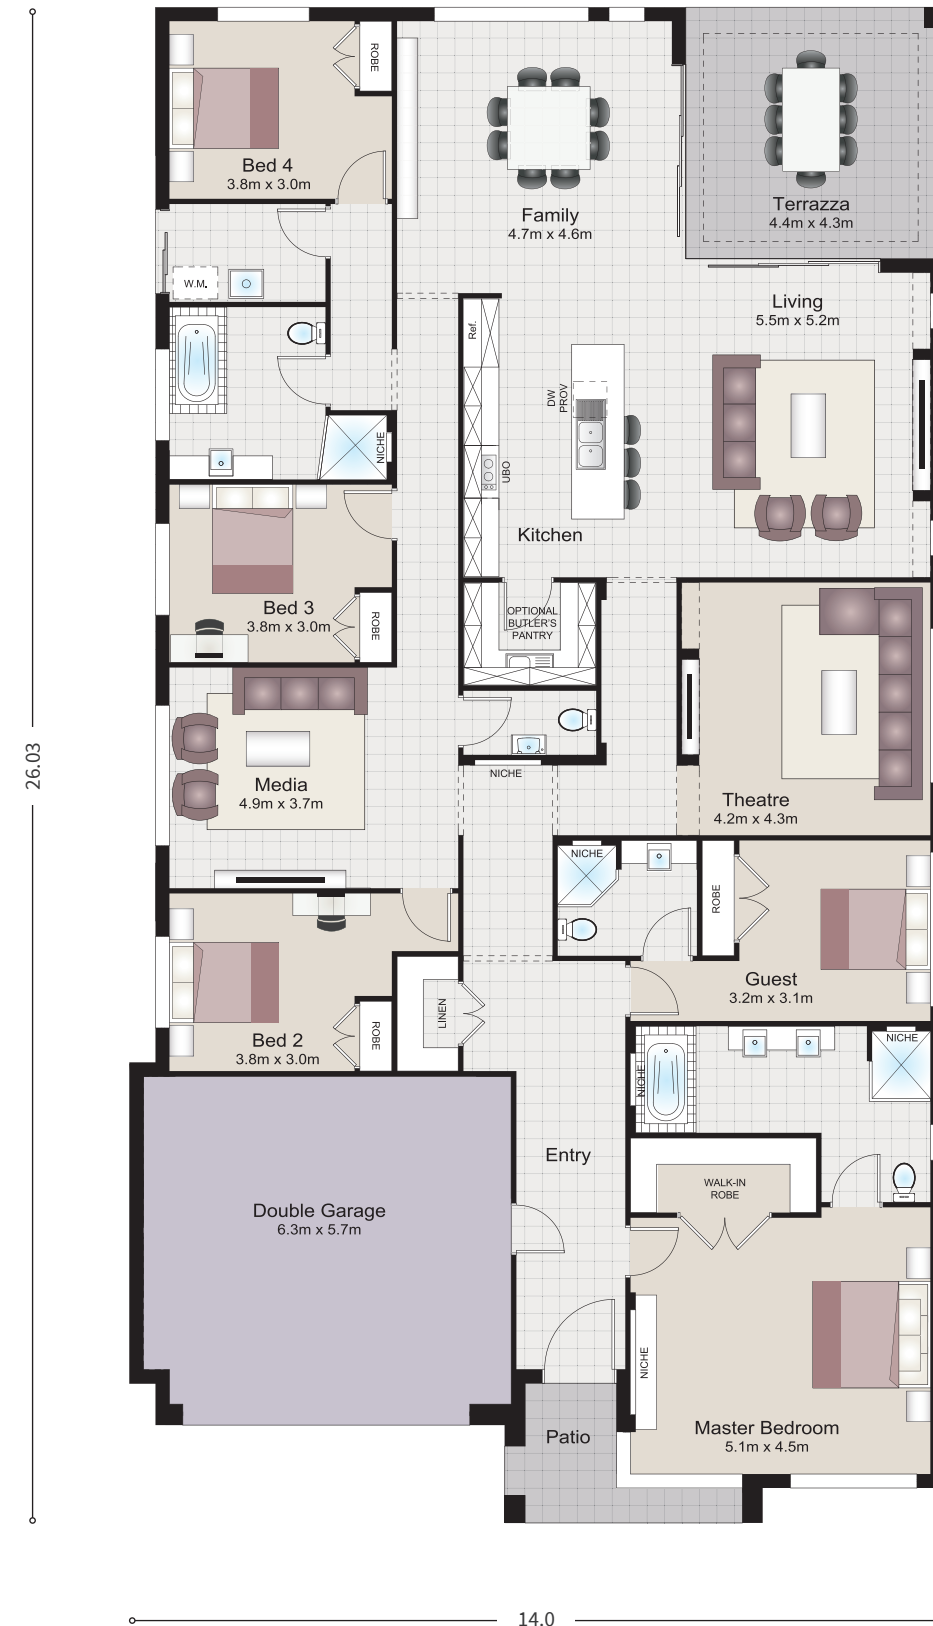 ROBE
Bed 4
3.8m x 3.0m
Family
4.7m x 4.6m
Terrazza
4.4m x 4.3m
W.M.
Living
5.5m x 5.2m
Ref.
DW
PROV
NICHE
UBO
Kitchen
Bed 3
3.8m x 3.0m
ROBE
OPTIONAL
BUTLER'S
PANTRY
26.03
Media
4.9m x 3.7m
NICHE
Theatre
4.2m x 4.3m
NICHE
ROBE
Guest
3.2m x 3.1m
LINEN
Bed 2
3.8m x 3.0m
ROBE
NICHE
NICHE
Entry
WALK-IN
ROBE
Double Garage
6.3m x 5.7m
NICHE
Patio
Master Bedroom
5.1m x 4.5m
14.0